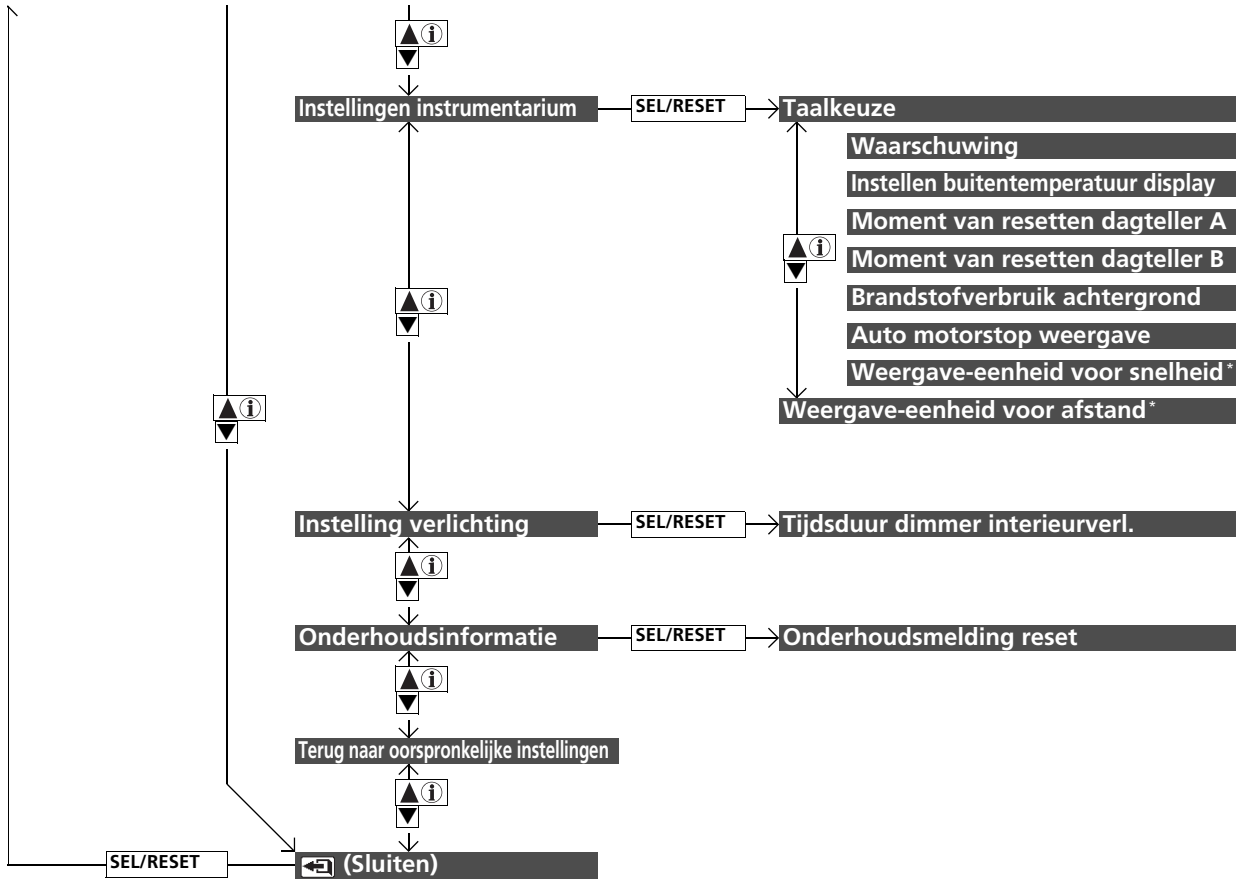 ▲ⓘ
▼
Instellingen instrumentarium SEL/RESET Taalkeuze
Waarschuwing
Instellen buitentemperatuur display
Moment van resetten dagteller A
▲ⓘ
▼
Moment van resetten dagteller B
▲ⓘ
▼
Brandstofverbruik achtergrond
Auto motorstop weergave
Weergave-eenheid voor snelheid*
▲ⓘ
▼
Weergave-eenheid voor afstand*
Instelling verlichting SEL/RESET Tijdsduur dimmer interieurverl.
▲ⓘ
▼
Onderhoudsinformatie SEL/RESET Onderhoudsmelding reset
▲ⓘ
▼
Terug naar oorspronkelijke instellingen
▲ⓘ
▼
SEL/RESET (Sluiten)